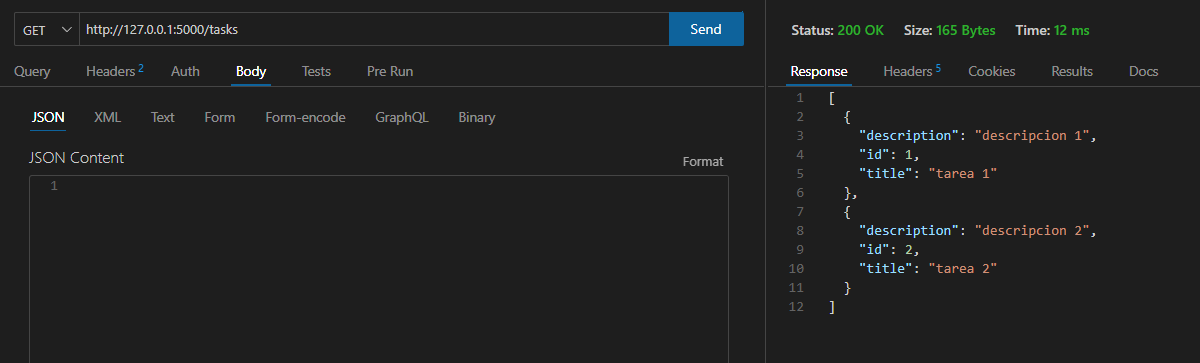 GET http://127.0.0.1:5000/tasks Send
Query Headers 2 Auth Body Tests Pre Run
JSON XML Text Form Form-encode GraphQL Binary
JSON Content Format
1
Status: 200 OK Size: 165 Bytes Time: 12 ms
Response Headers 5 Cookies Results Docs
1 [
2 {
3 "description": "descripcion 1",
4 "id": 1,
5 "title": "tarea 1"
6 },
7 {
8 "description": "descripcion 2",
9 "id": 2,
10 "title": "tarea 2"
11 }
12 ]